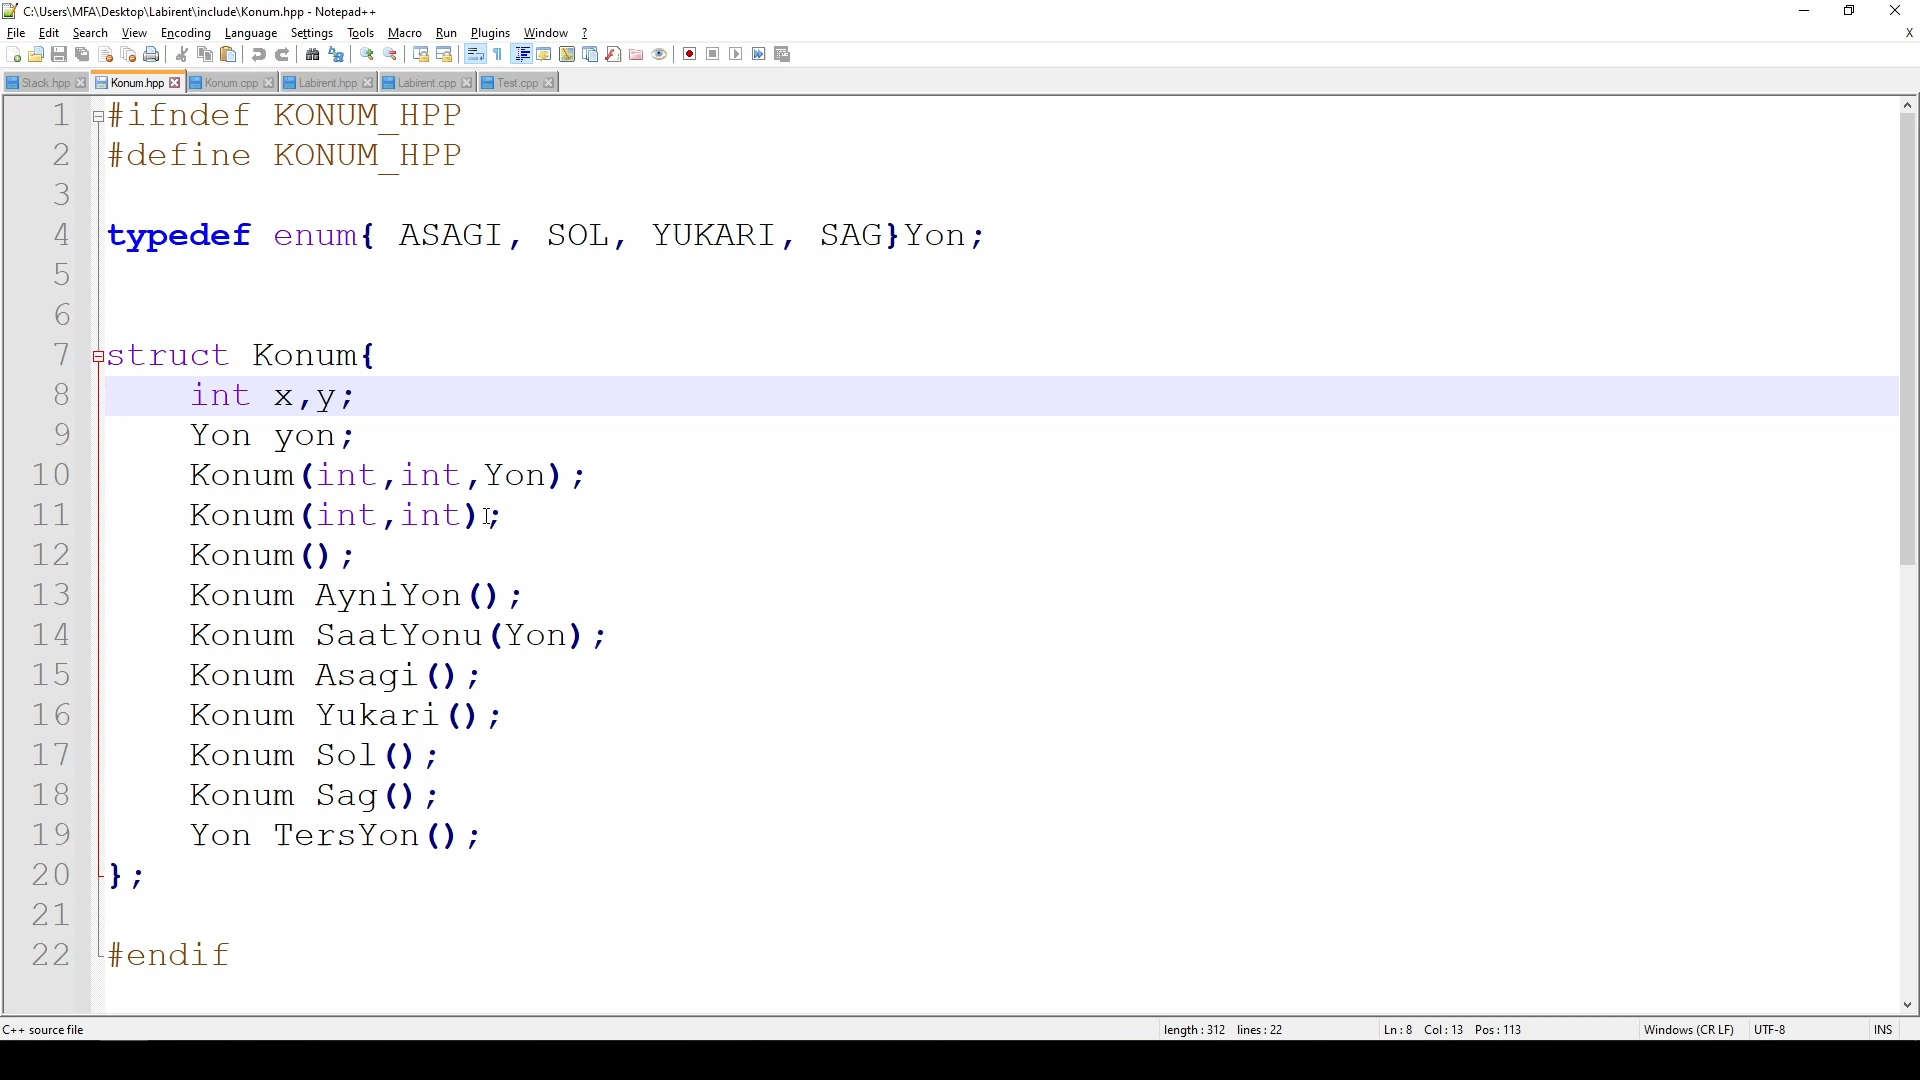 C:\Users\MFA\Desktop\Labirent\include\Konum.hpp - Notepad++
File Edit Search View Encoding Language Settings Tools Macro Run Plugins Window ? X
Stack.hpp Konum.hpp Konum.cpp Labirent.hpp Labirent.cpp Test.cpp
1 #ifndef KONUM_HPP
2 #define KONUM_HPP
3
4 typedef enum{ ASAGI, SOL, YUKARI, SAG}Yon;
5
6
7 struct Konum{
8 int x,y;
9 Yon yon;
10 Konum(int,int,Yon);
11 Konum(int,int);
12 Konum();
13 Konum AyniYon();
14 Konum SaatYonu(Yon);
15 Konum Asagi();
16 Konum Yukari();
17 Konum Sol();
18 Konum Sag();
19 Yon TersYon();
20 };
21
22 #endif
C++ source file length : 312 lines : 22 Ln : 8 Col : 13 Pos : 113 Windows (CR LF) UTF-8 INS